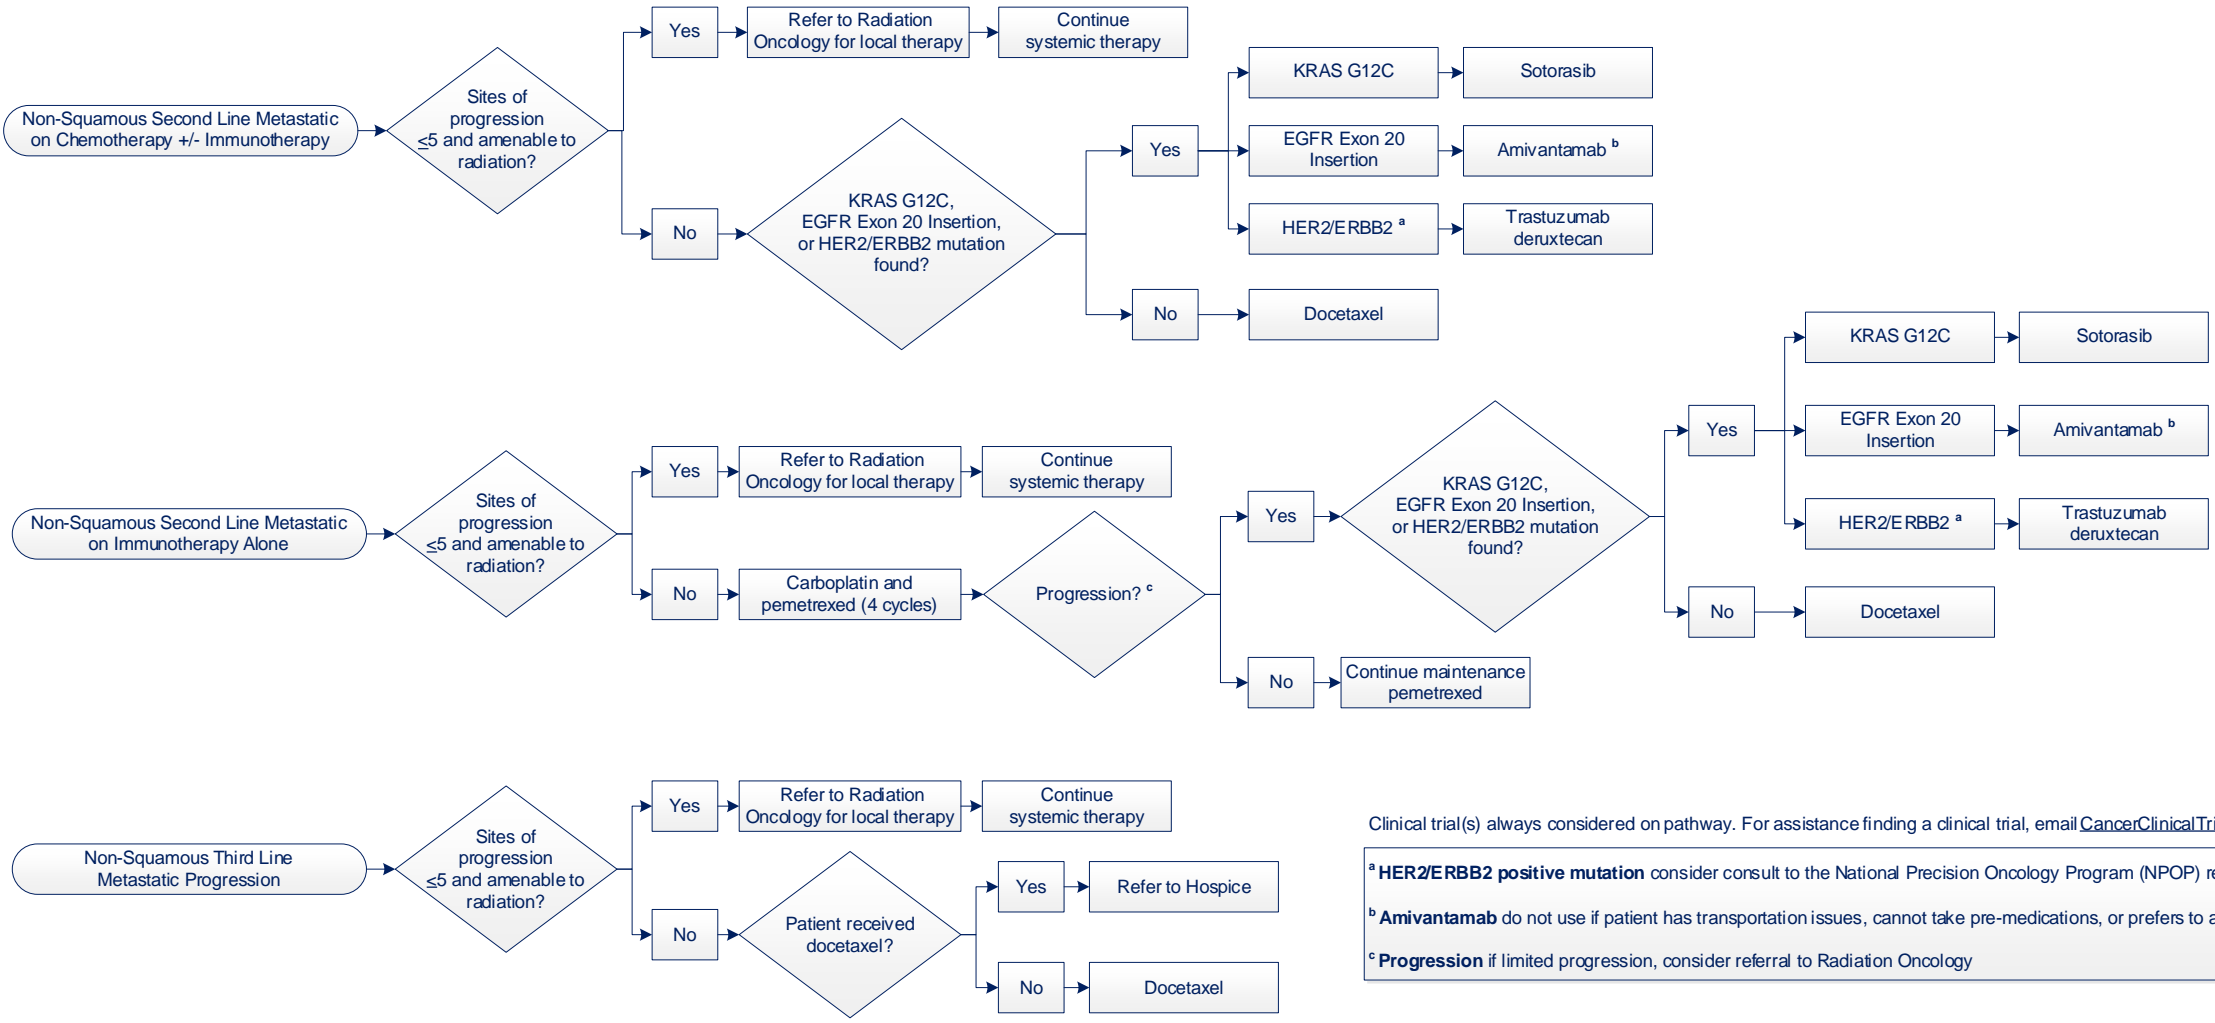 Non-Squamous Second Line Metastatic
on Chemotherapy +/- Immunotherapy
Sites of
progression
≤5 and amenable to
radiation?
Yes
Refer to Radiation
Oncology for local therapy
Continue
systemic therapy
No
KRAS G12C,
EGFR Exon 20 Insertion,
or HER2/ERBB2 mutation
found?
Yes
KRAS G12C
Sotorasib
EGFR Exon 20
Insertion
Amivantamab b
HER2/ERBB2 a
Trastuzumab
deruxtecan
No
Docetaxel
Non-Squamous Second Line Metastatic
on Immunotherapy Alone
Sites of
progression
≤5 and amenable to
radiation?
Yes
Refer to Radiation
Oncology for local therapy
Continue
systemic therapy
No
Carboplatin and
pemetrexed (4 cycles)
Progression? c
Yes
KRAS G12C,
EGFR Exon 20 Insertion,
or HER2/ERBB2 mutation
found?
Yes
KRAS G12C
Sotorasib
EGFR Exon 20
Insertion
Amivantamab b
HER2/ERBB2 a
Trastuzumab
deruxtecan
No
Docetaxel
No
Continue maintenance
pemetrexed
Non-Squamous Third Line
Metastatic Progression
Sites of
progression
≤5 and amenable to
radiation?
Yes
Refer to Radiation
Oncology for local therapy
Continue
systemic therapy
No
Patient received
docetaxel?
Yes
Refer to Hospice
No
Docetaxel
Clinical trial(s) always considered on pathway. For assistance finding a clinical trial, email
a HER2/ERBB2 positive mutation consider consult to the National Precision Oncology Program (NPOP)
b Amivantamab do not use if patient has transportation issues, cannot take pre-medications, or prefers to
c Progression if limited progression, consider referral to Radiation Oncology